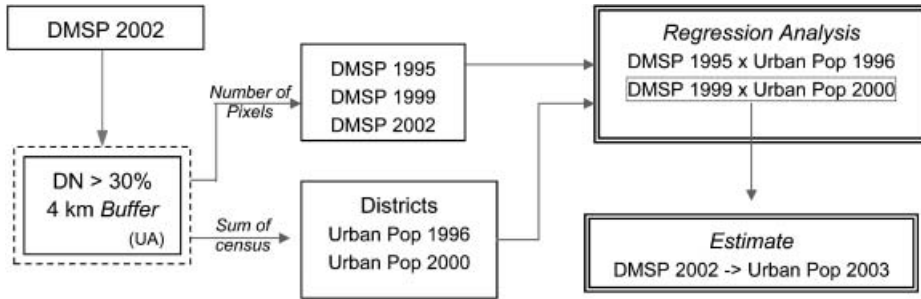 DMSP 2002
DN > 30%
4 km Buffer
(UA)
Number of
Pixels
Sum of
census
DMSP 1995
DMSP 1999
DMSP 2002
Districts
Urban Pop 1996
Urban Pop 2000
Regression Analysis
DMSP 1995 x Urban Pop 1996
DMSP 1999 x Urban Pop 2000
Estimate
DMSP 2002 -> Urban Pop 2003